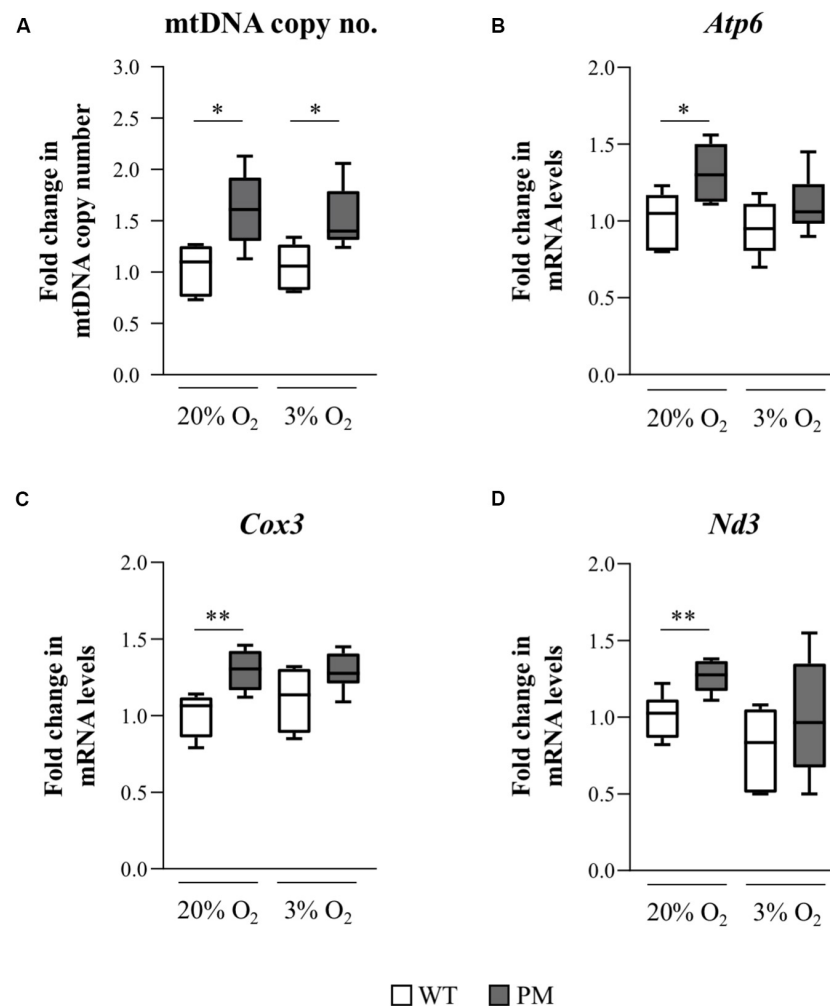 A
mtDNA copy no.
Fold change in
mtDNA copy number
3.0
2.5
2.0
1.5
1.0
0.5
0.0
*
*
20% O₂
3% O₂
B
Atp6
Fold change in
mRNA levels
2.0
1.5
1.0
0.5
0.0
*
20% O₂
3% O₂
C
Cox3
Fold change in
mRNA levels
2.0
1.5
1.0
0.5
0.0
**
20% O₂
3% O₂
D
Nd3
Fold change in
mRNA levels
2.0
1.5
1.0
0.5
0.0
**
20% O₂
3% O₂
WT
PM